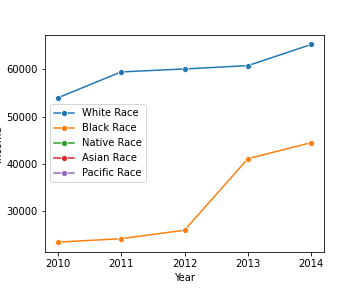 60000
50000
40000
30000
White Race
Black Race
Native Race
Asian Race
Pacific Race
2010 2011 2012 2013 2014
Year